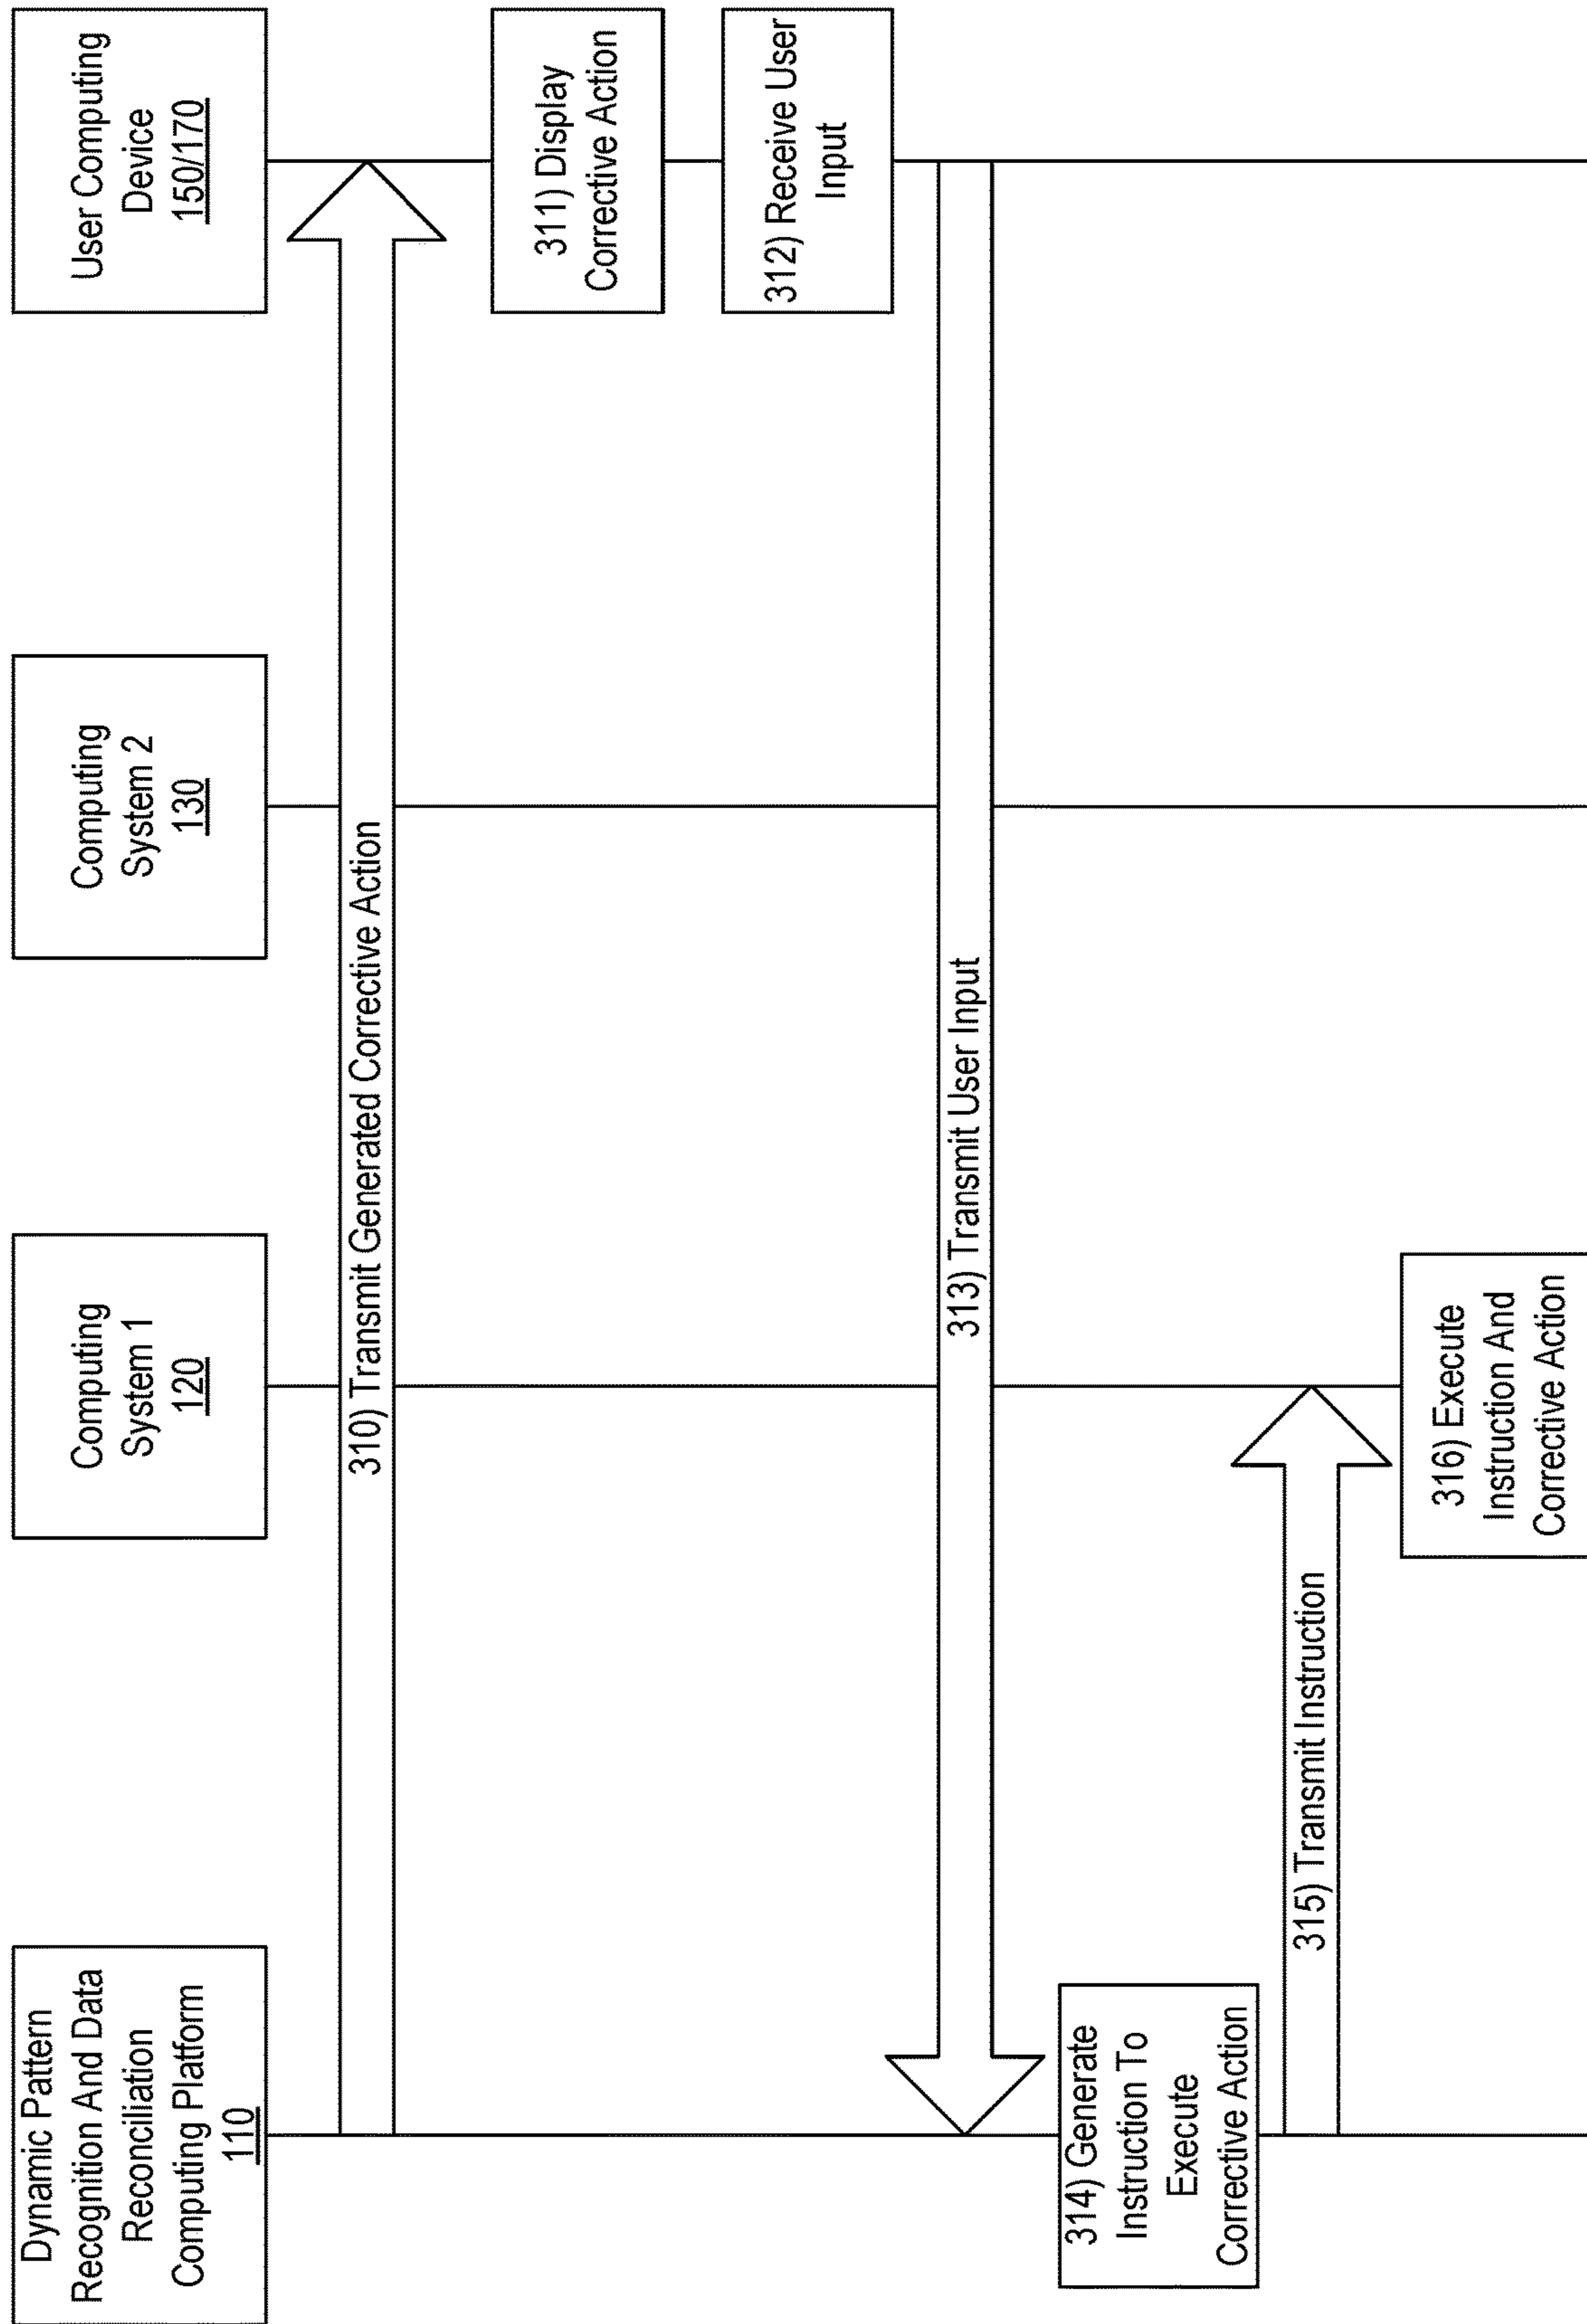 Dynamic Pattern
Recognition And Data
Reconciliation
Computing Platform
110
Computing
System 1
120
Computing
System 2
130
User Computing
Device
150/170
310) Transmit Generated Corrective Action
311) Display
Corrective Action
312) Receive User
Input
313) Transmit User Input
314) Generate
Instruction To
Execute
Corrective Action
315) Transmit Instruction
316) Execute
Instruction And
Corrective Action